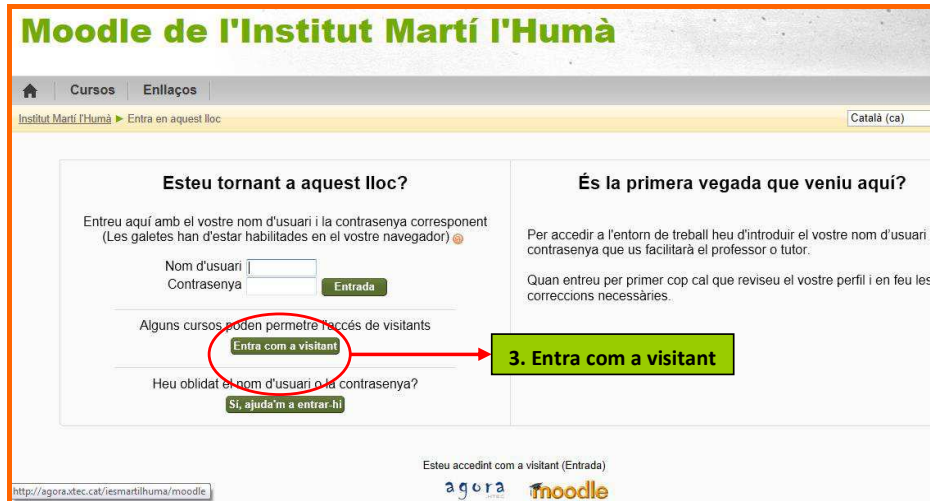 Moodle de l'Institut Martí l'Humà
Cursos Enllaços
Institut Martí l'Humà ► Entra en aquest lloc
Català (ca)
Esteu tornant a aquest lloc?
Entreu aquí amb el vostre nom d'usuari i la contrasenya corresponent
(Les galetes han d'estar habilitades en el vostre navegador)
Nom d'usuari
Contrasenya Entrada
Alguns cursos poden permetre l'accés de visitants
Entra com a visitant
Heu oblidat el nom d'usuari o la contrasenya?
Sí, ajuda'm a entrar-hi
És la primera vegada que veniu aquí?
Per accedir a l'entorn de treball heu d'introduir el vostre nom d'usuari
contrasenya que us facilitarà el professor o tutor.
Quan entreu per primer cop cal que reviseu el vostre perfil i en feu les
correccions necessàries.
3. Entra com a visitant
Esteu accedint com a visitant (Entrada)
agora moodle
http://agora.xtec.cat/iesmartilhuma/moodle